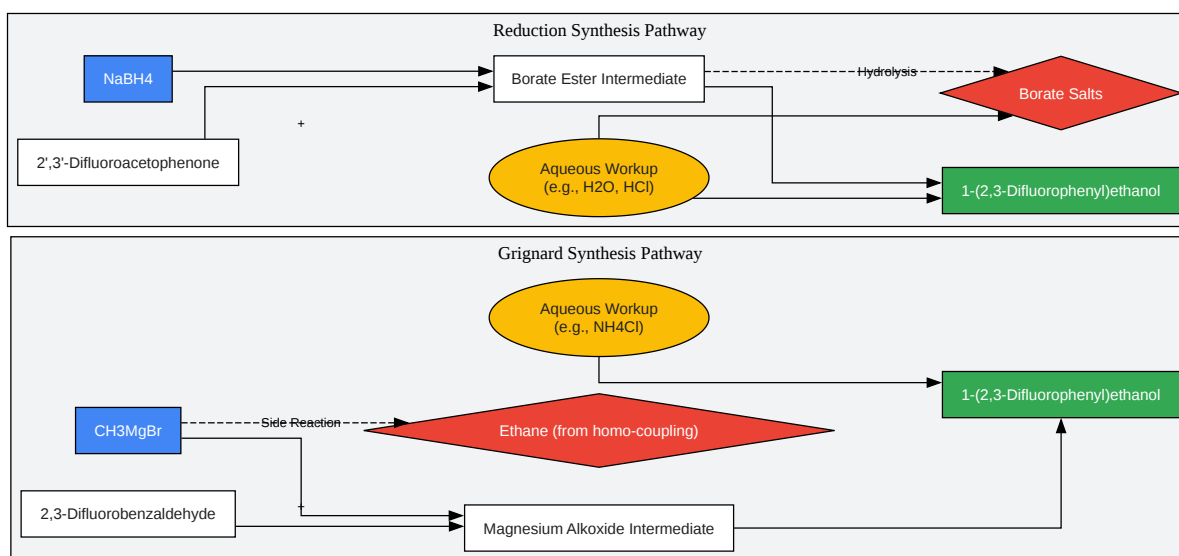 Reduction Synthesis Pathway
NaBH4
Borate Ester Intermediate
Hydrolysis
Borate Salts
+
2',3'-Difluoroacetophenone
Aqueous Workup
(e.g., H2O, HCl)
1-(2,3-Difluorophenyl)ethanol
Grignard Synthesis Pathway
Aqueous Workup
(e.g., NH4Cl)
1-(2,3-Difluorophenyl)ethanol
CH3MgBr
Side Reaction
Ethane (from homo-coupling)
+
2,3-Difluorobenzaldehyde
Magnesium Alkoxide Intermediate